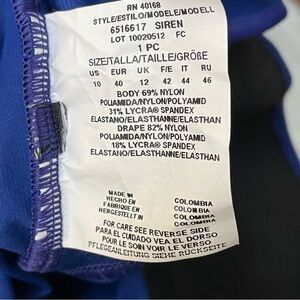 RN 40168
STYLE/ESTILO/MODELE/MODELL
6516617 SIREN
LOT 10020512 FC
1 PC
SIZE/TALLA/TAILLE/GRÖßE
US EUR UK F/E IT RU
10 40 12 42 44 46
BODY 69% NYLON
POLIAMIDA/NYLON/POLYAMID
31% LYCRA® SPANDEX
ELASTANO/ELASTHANNE/ELASTHAN
DRAPE 82% NYLON
POLIAMIDA/NYLON/POLYAMID
18% LYCRA® SPANDEX
ELASTANO/ELASTHANNE/ELASTHAN
MADE IN COLOMBIA
HECHO EN COLOMBIA
FABRIQUE EN COLOMBIA
HERGESTELLT IN COLOMBIA
FOR CARE SEE REVERSE SIDE
PARA EL CUIDADO VEA EL DORSO
POUR LE SOIN VOIR LE VERSO
PFLEGEANLEITUNG SIEHE RÜCKSEITE